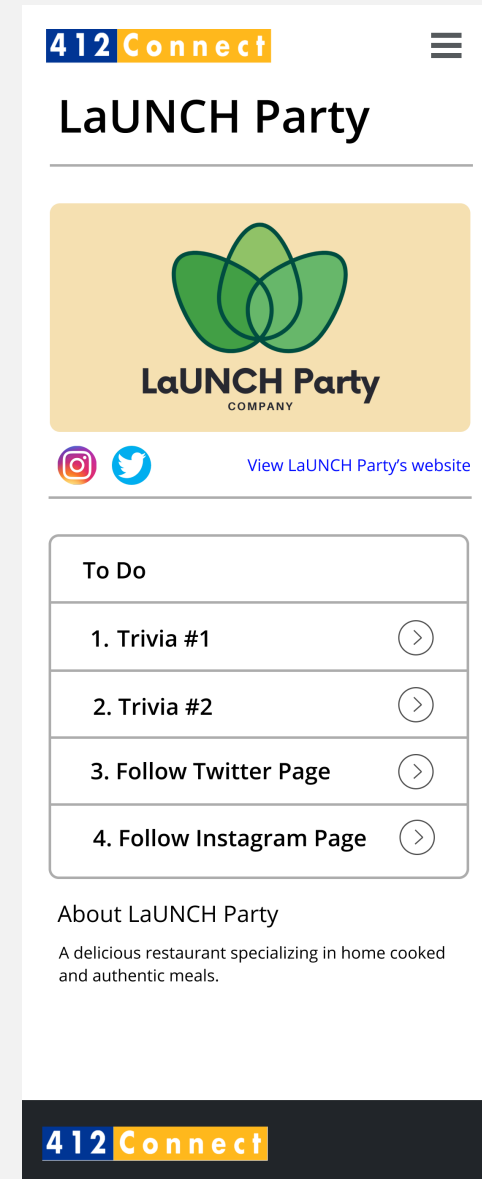 412 Connect
LaUNCH Party
LaUNCH Party
COMPANY
View LaUNCH Party's website
To Do
1. Trivia #1
2. Trivia #2
3. Follow Twitter Page
4. Follow Instagram Page
About LaUNCH Party
A delicious restaurant specializing in home cooked
and authentic meals.
412 Connect